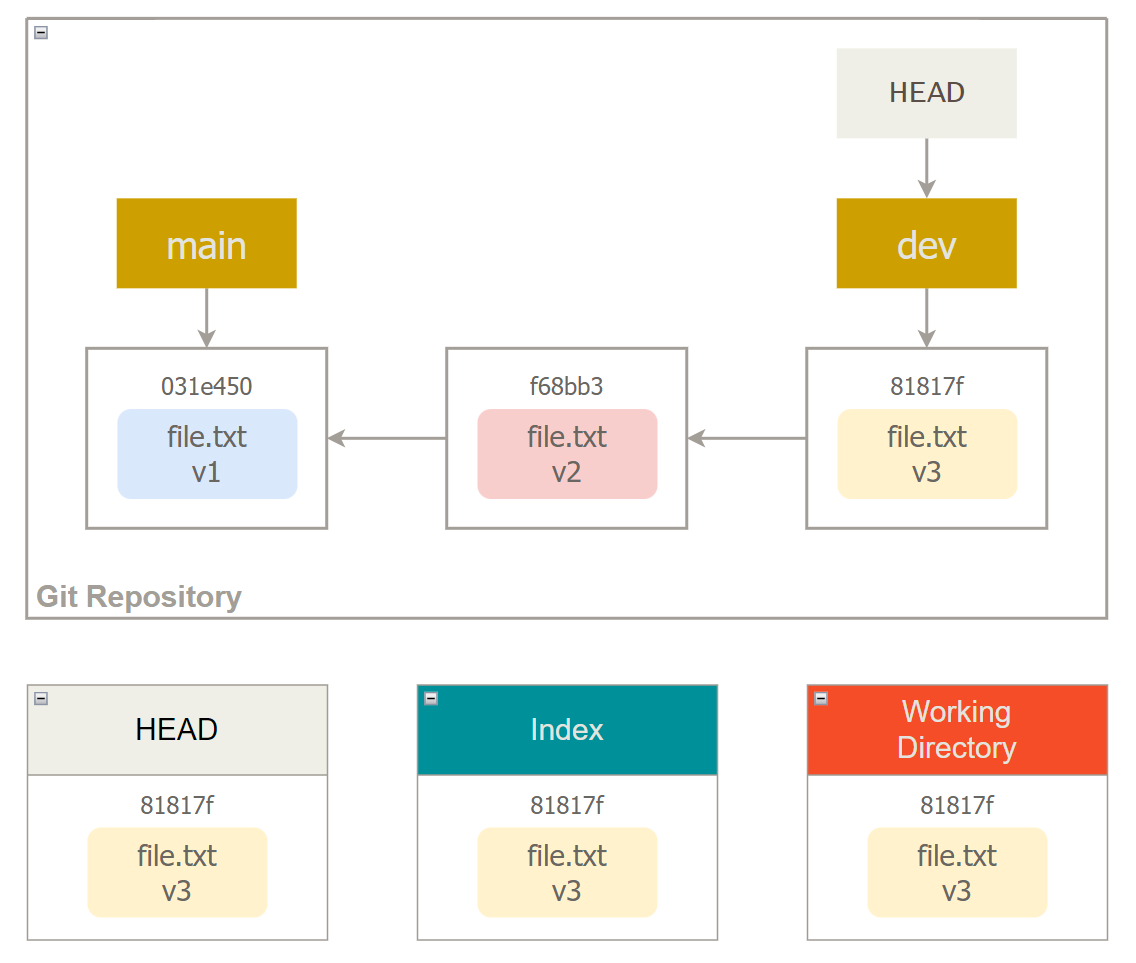 HEAD
main
dev
031e450
file.txt
v1
f68bb3
file.txt
v2
81817f
file.txt
v3
Git Repository
HEAD
81817f
file.txt
v3
Index
81817f
file.txt
v3
Working
Directory
81817f
file.txt
v3